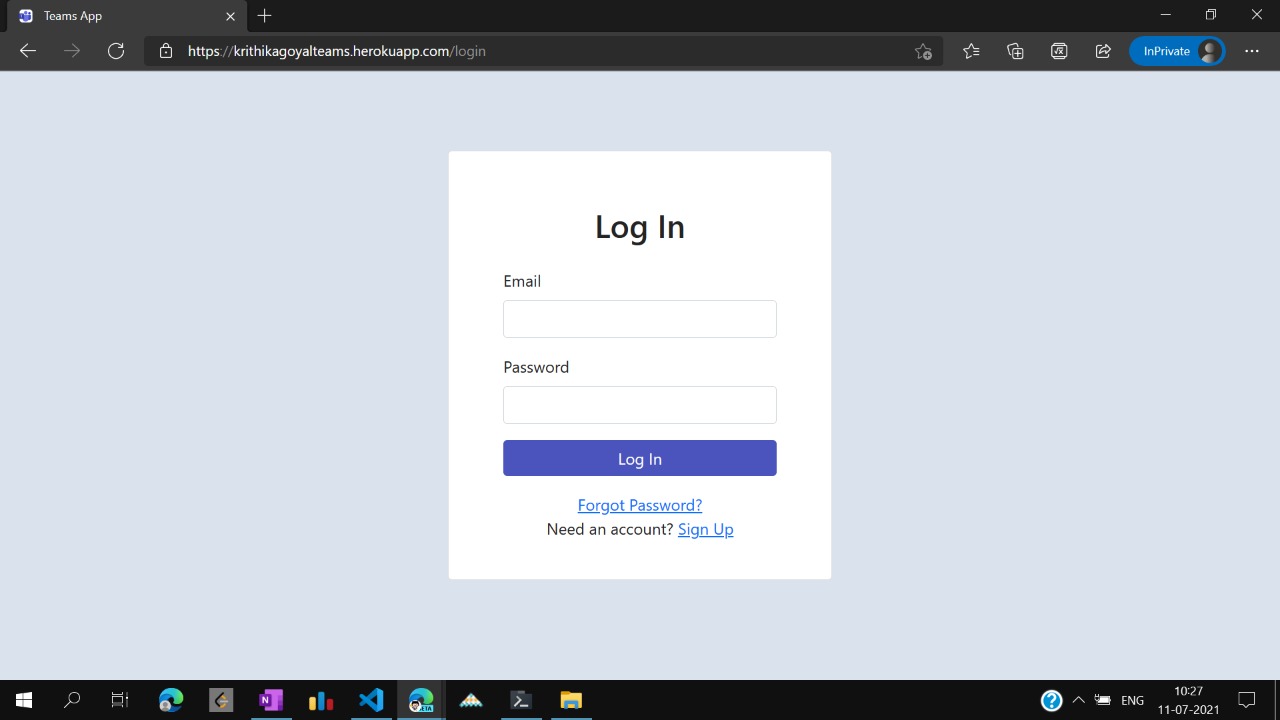 Teams App
https://krithikagoyalteams.herokuapp.com/login
InPrivate
Log In
Email
Password
Log In
Forgot Password?
Need an account? Sign Up
N
BETA
ENG
10:27
11-07-2021